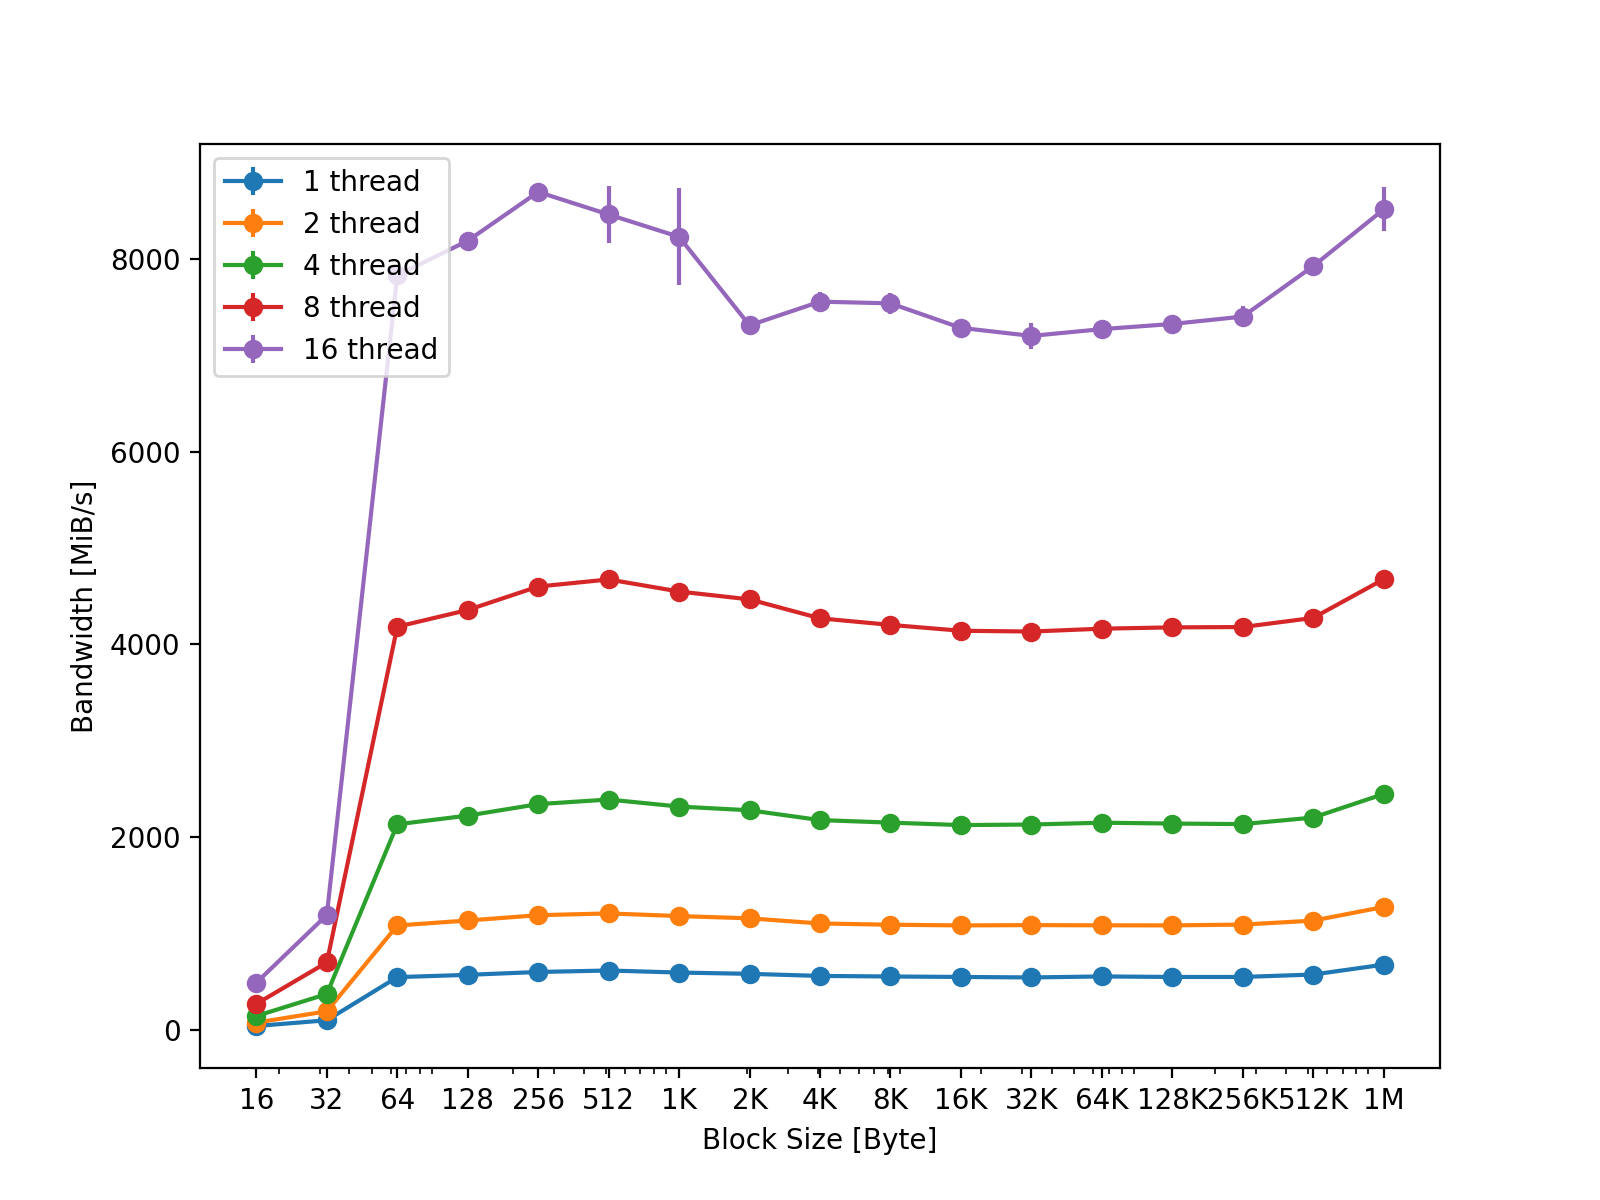 1 thread
2 thread
4 thread
8 thread
16 thread
8000
6000
4000
2000
0
Bandwidth [MiB/s]
16 32 64 128 256 512 1K 2K 4K 8K 16K 32K 64K 128K 256K 512K 1M
Block Size [Byte]